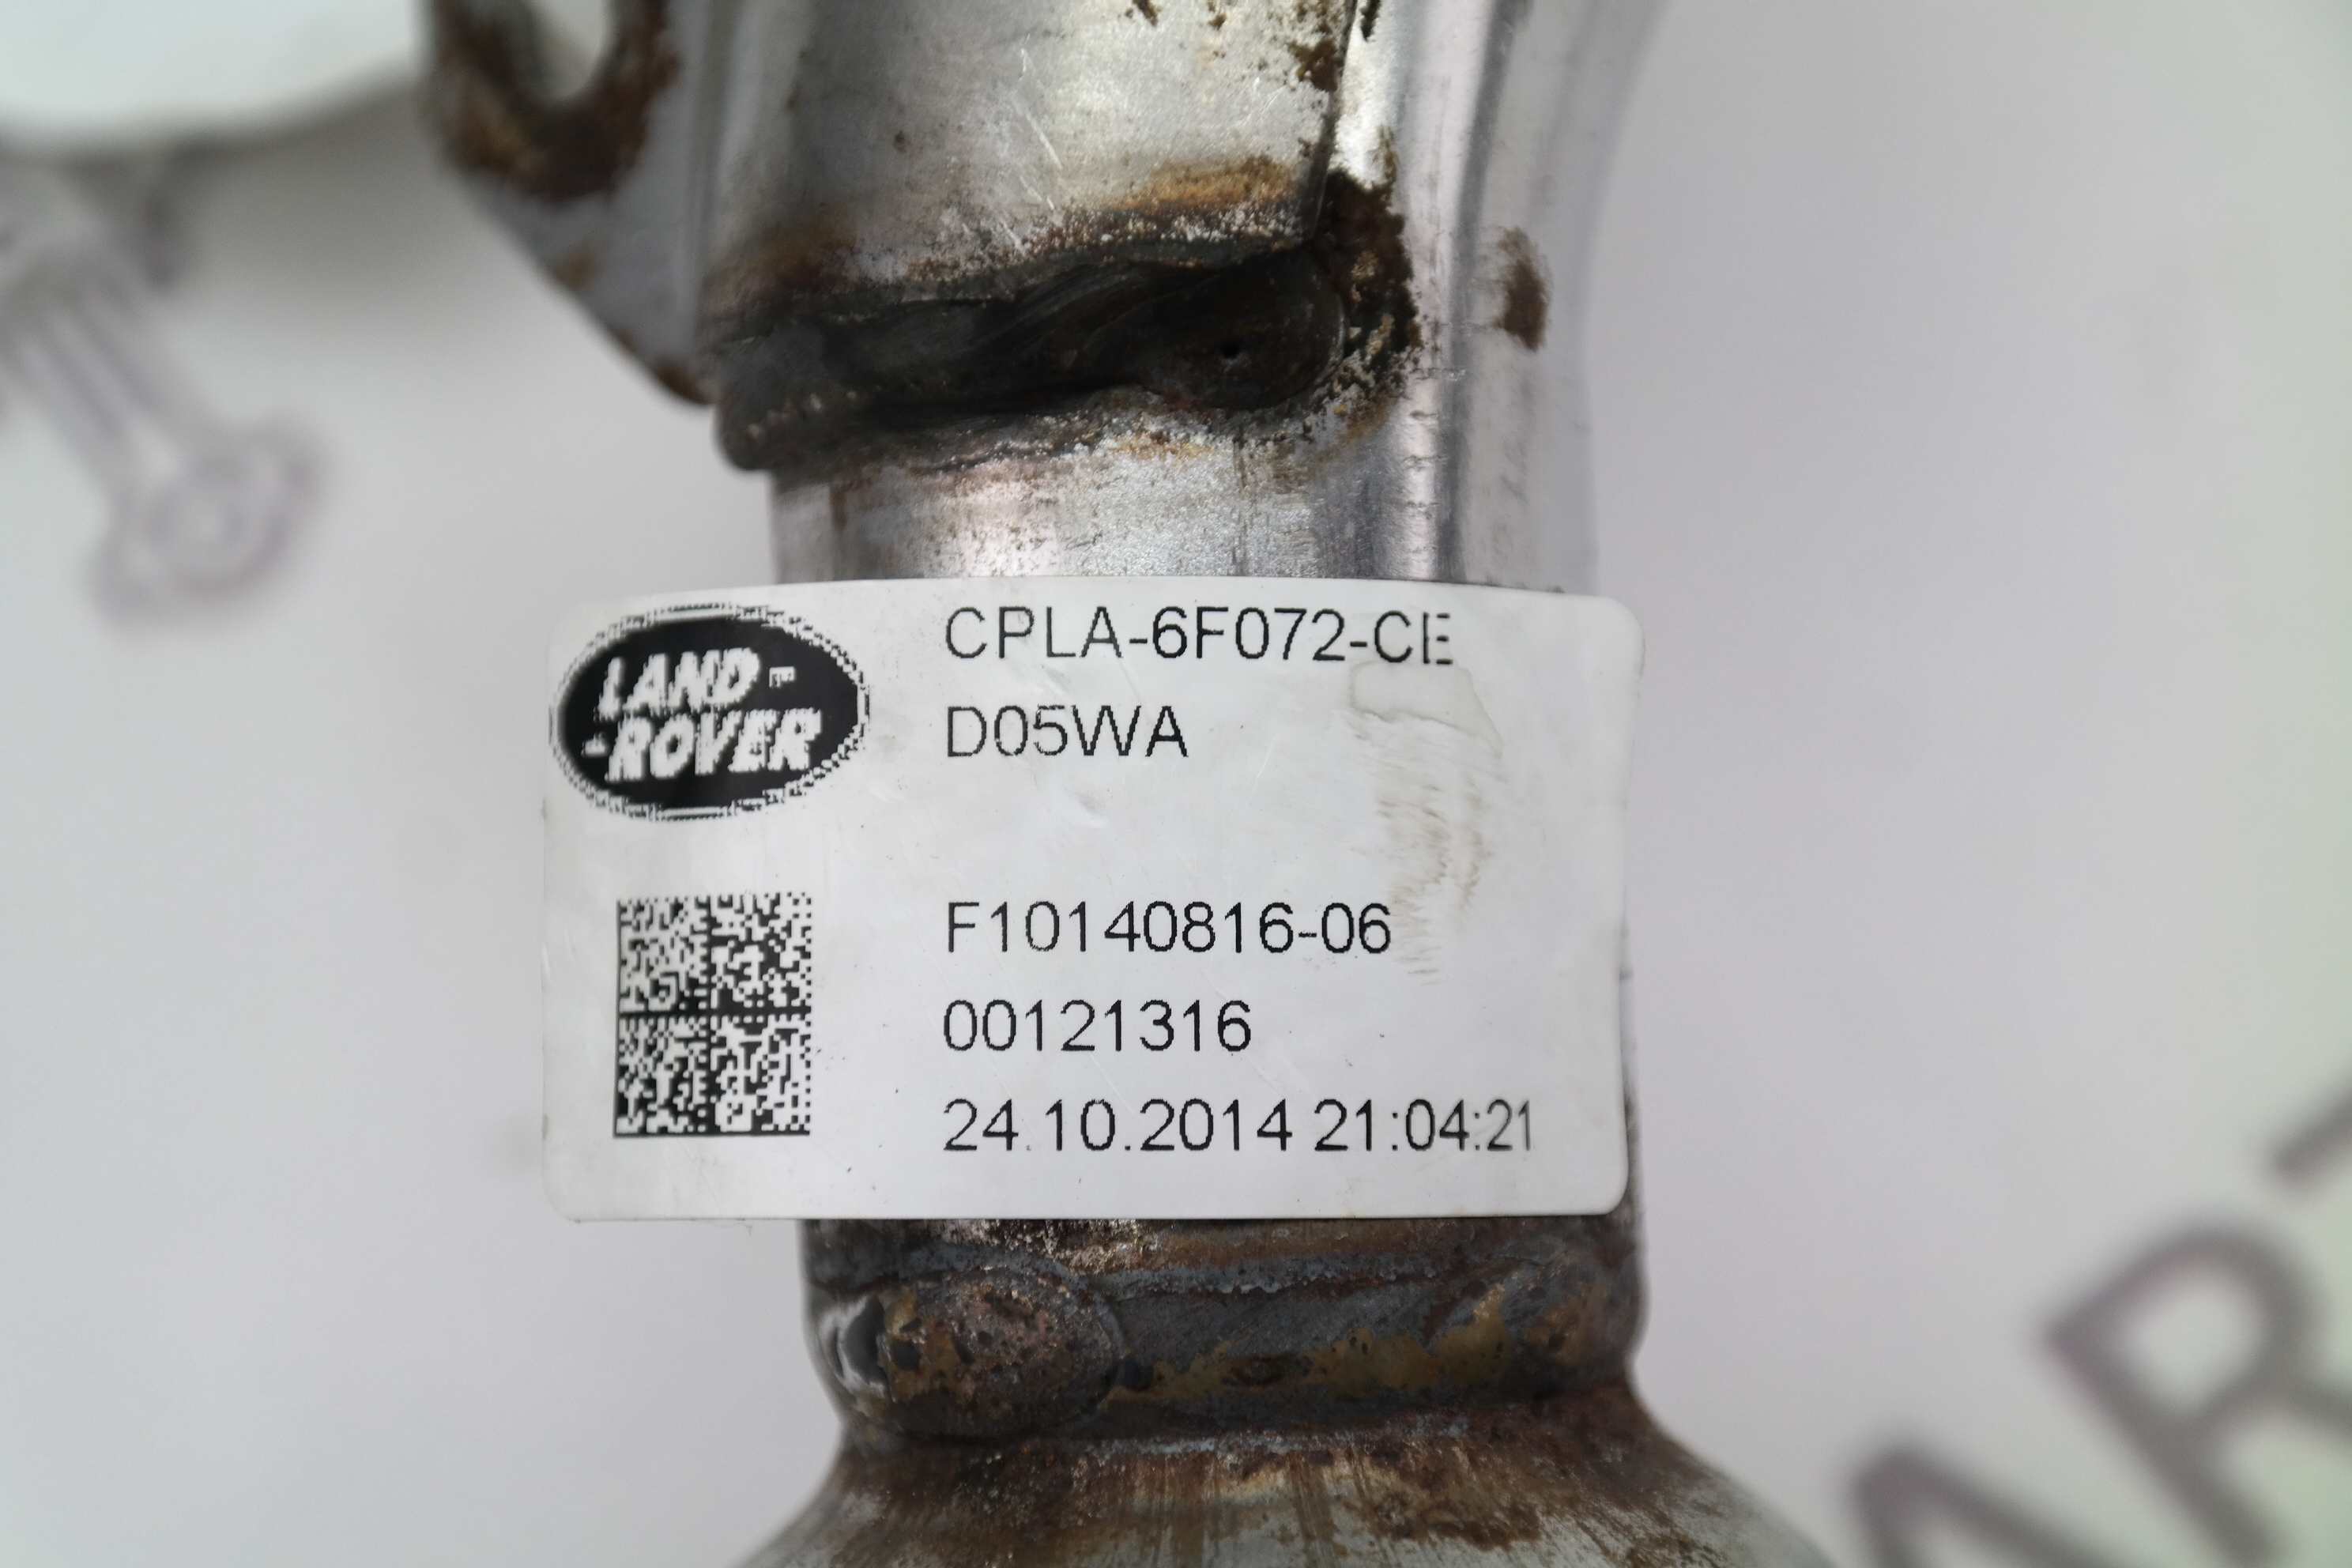 LAND-
-ROVER
CPLA-6F072-CE
D05WA
F10140816-06
00121316
24.10.2014 21:04:21